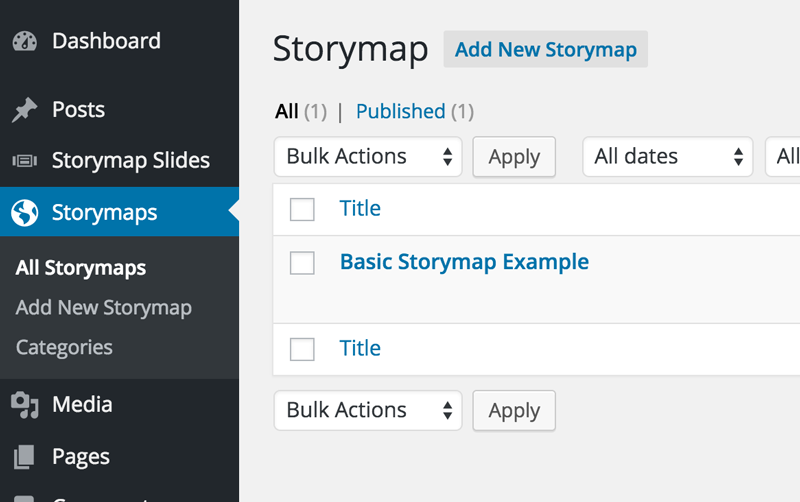 Dashboard
Posts
Storymap Slides
Storymaps
All Storymaps
Add New Storymap
Categories
Media
Pages
Storymap Add New Storymap
All (1) | Published (1)
Bulk Actions Apply All dates All
Title
Basic Storymap Example
Title
Bulk Actions Apply